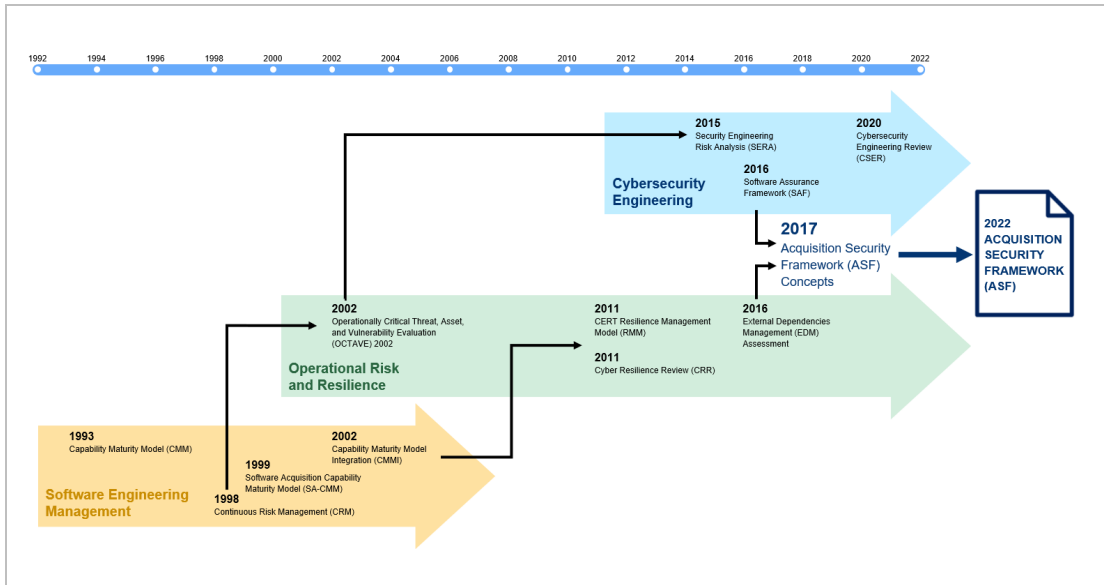 1992 1994 1996 1998 2000 2002 2004 2006 2008 2010 2012 2014 2016 2018 2020 2022
2015
Security Engineering
Risk Analysis (SERA)
2020
Cybersecurity
Engineering Review
(CSER)
2016
Software Assurance
Framework (SAF)
Cybersecurity
Engineering
2017
Acquisition Security
Framework (ASF)
Concepts
2022
ACQUISITION
SECURITY
FRAMEWORK
(ASF)
2002
Operationally Critical Threat, Asset,
and Vulnerability Evaluation
(OCTAVE) 2002
2011
CERT Resilience Management
Model (RMM)
2011
Cyber Resilience Review (CRR)
2016
External Dependencies
Management (EDM)
Assessment
Operational Risk
and Resilience
1993
Capability Maturity Model (CMM)
2002
Capability Maturity Model
Integration (CMMI)
1999
Software Acquisition Capability
Maturity Model (SA-CMM)
1998
Continuous Risk Management (CRM)
Software Engineering
Management